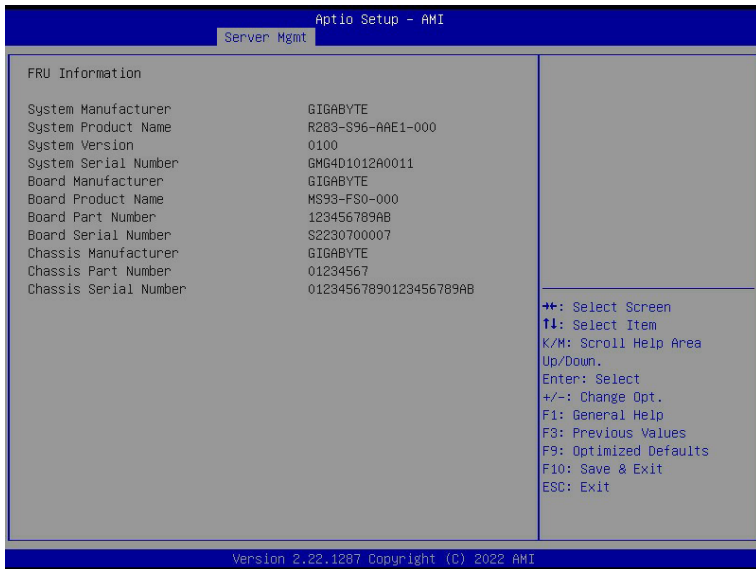 Aptio Setup – AMI
Server Mgmt
FRU Information
System Manufacturer GIGABYTE
System Product Name R283-S96-AAE1-000
System Version 0100
System Serial Number GMG4D1012A0011
Board Manufacturer GIGABYTE
Board Product Name MS93-FS0-000
Board Part Number 123456789AB
Board Serial Number S2230700007
Chassis Manufacturer GIGABYTE
Chassis Part Number 01234567
Chassis Serial Number 01234567890123456789AB
→←: Select Screen
↑↓: Select Item
K/M: Scroll Help Area
Up/Down.
Enter: Select
+/-: Change Opt.
F1: General Help
F3: Previous Values
F9: Optimized Defaults
F10: Save & Exit
ESC: Exit
Version 2.22.1287 Copyright (C) 2022 AMI